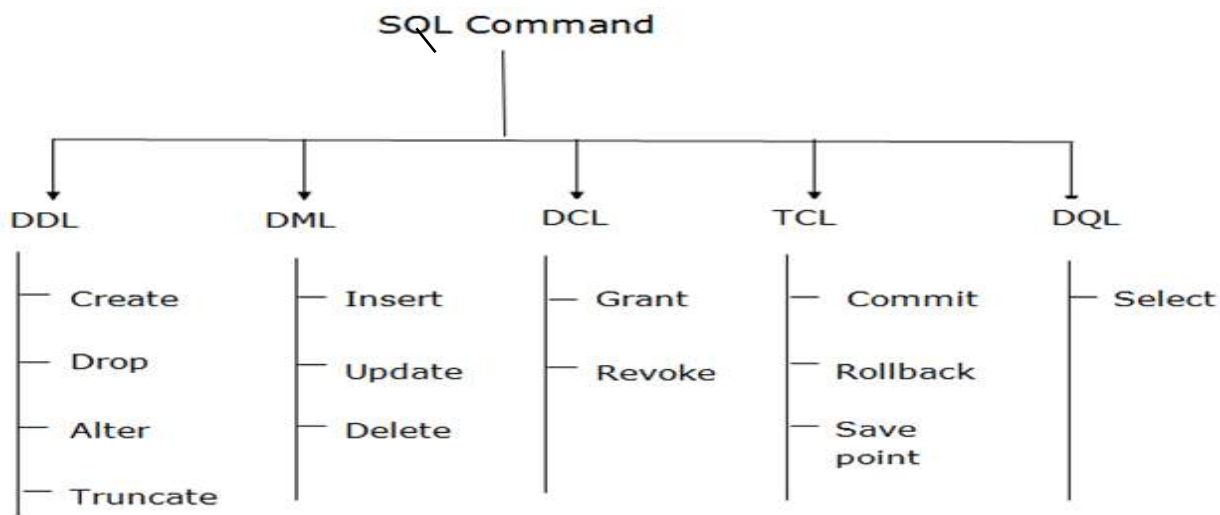 SQL Command
DDL
DML
DCL
TCL
DQL
Create
Insert
Grant
Commit
Select
Drop
Update
Revoke
Rollback
Alter
Delete
Save
point
Truncate